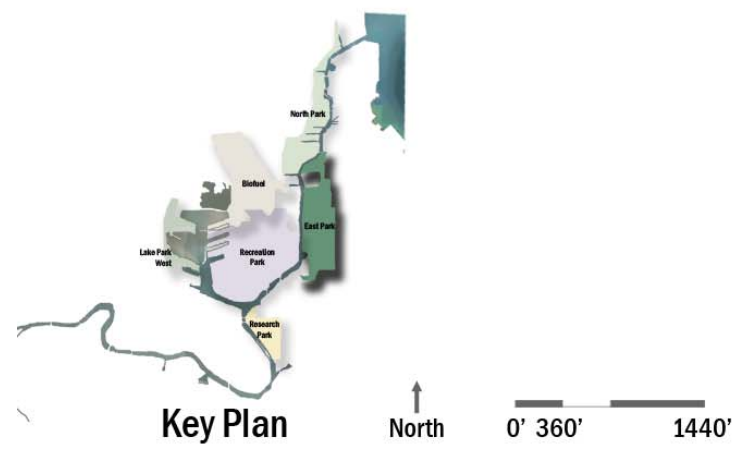 North Park
Biofuel
East Park
Lake Park
West
Recreation
Park
Research
Park
Key Plan
North
0’ 360’ 1440’